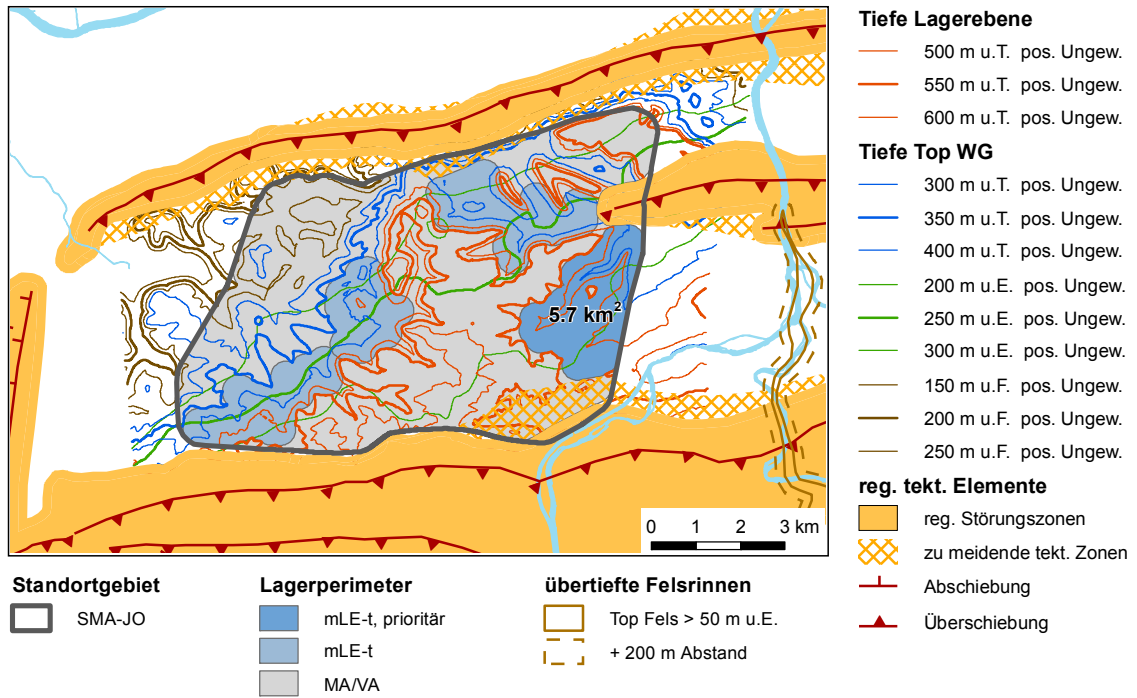 5.7 km²
0 1 2 3 km
Tiefe Lagerebene
500 m u.T. pos. Ungew.
550 m u.T. pos. Ungew.
600 m u.T. pos. Ungew.
Tiefe Top WG
300 m u.T. pos. Ungew.
350 m u.T. pos. Ungew.
400 m u.T. pos. Ungew.
200 m u.E. pos. Ungew.
250 m u.E. pos. Ungew.
300 m u.E. pos. Ungew.
150 m u.F. pos. Ungew.
200 m u.F. pos. Ungew.
250 m u.F. pos. Ungew.
reg. tekt. Elemente
reg. Störungszonen
zu meidende tekt. Zonen
Abschiebung
Überschiebung
Standortgebiet
SMA-JO
Lagerperimeter
mLE-t, prioritär
mLE-t
MA/VA
übertiefte Felsrinnen
Top Fels > 50 m u.E.
+ 200 m Abstand